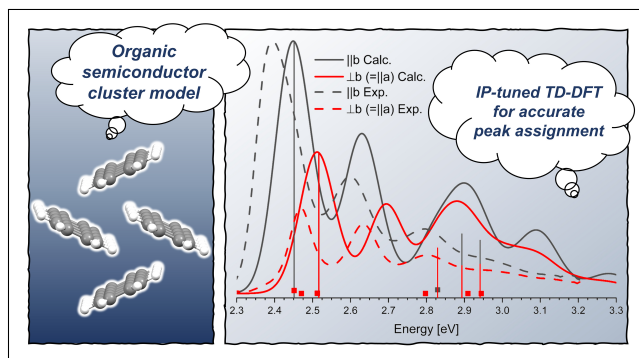 Organic
semiconductor
cluster model
||b Calc.
⊥b (=||a) Calc.
||b Exp.
⊥b (=||a) Exp.
IP-tuned TD-DFT
for accurate
peak assignment
2.3 2.4 2.5 2.6 2.7 2.8 2.9 3.0 3.1 3.2 3.3
Energy [eV]